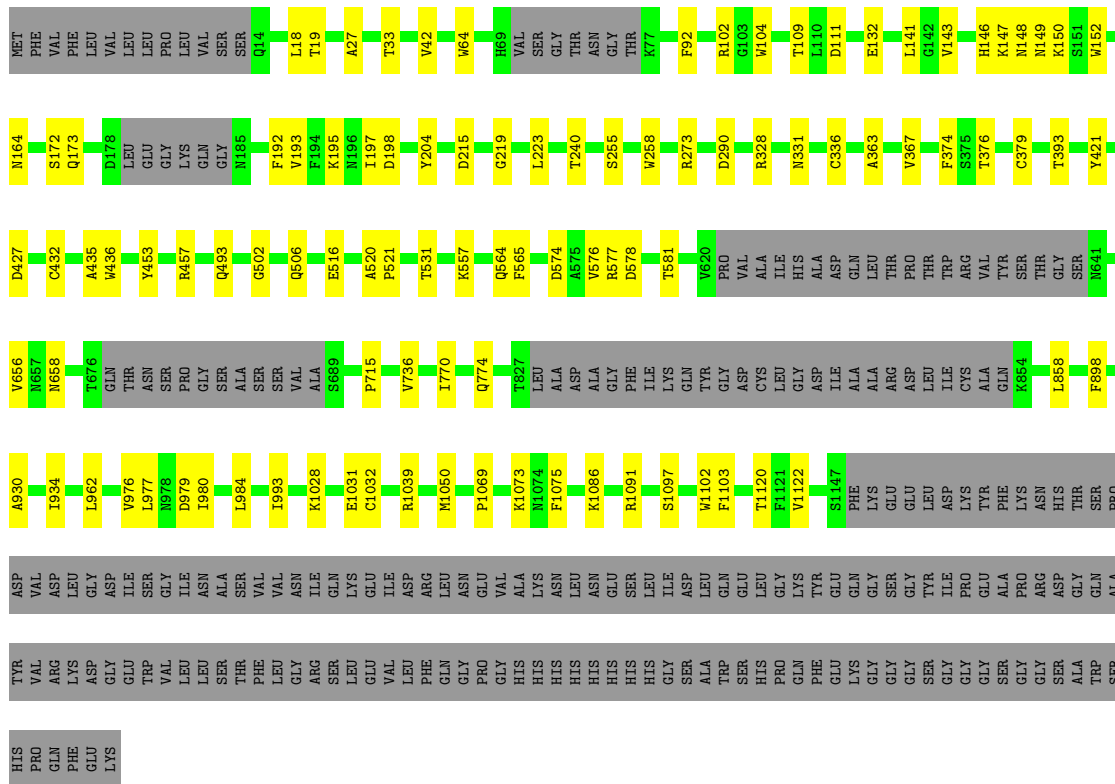 MET PHE VAL PHE LEU VAL LEU LEU PRO LEU VAL SER SER Q14 L18 T19 A27 T33 V42 W64 H69 VAL SER GLY THR ASN GLY THR K77 F92 R102 G103 W104 T109 L110 D111 E132 L141 G142 V143 H146 K147 N148 N149 K150 S151 W152
N164 S172 Q173 D178 LEU GLU GLY LYS GLN GLY N185 F192 V193 F194 K195 N196 I197 D198 Y204 D215 G219 L223 T240 S255 W258 R273 D290 R328 N331 C336 A363 V367 F374 S375 T376 C379 T393 Y421
D427 C432 A435 W436 Y453 R457 Q493 G502 Q506 E516 A520 P521 T531 K557 Q564 F565 D574 A575 V576 R577 D578 T581 V620 PRO VAL ALA ILE HIS ALA ASP GLN LEU THR PRO THR TRP ARG VAL TYR SER THR GLY SER N641
V656 N657 N658 T676 GLN THR ASN SER PRO GLY SER ALA SER SER VAL ALA S689 P715 V736 I770 Q774 T827 LEU ALA ASP ALA GLY PHE ILE LYS GLN TYR GLY ASP CYS LEU GLY ASP ILE ALA ALA ARG ASP LEU ILE CYS ALA GLN K854 L858 F898
A930 I934 L962 V976 L977 N978 D979 I980 L984 I993 K1028 E1031 C1032 R1039 M1050 P1069 K1073 N1074 F1075 K1086 R1091 S1097 W1102 F1103 T1120 F1121 V1122 S1147 PHE LYS GLU GLU LEU ASP LYS TYR PHE LYS ASN HIS THR SER PRO
ASP VAL ASP LEU GLY ASP ILE SER GLY ILE ASN ALA SER VAL VAL ASN ILE GLN LYS GLU ILE ASP ARG LEU ASN GLU VAL ALA LYS ASN LEU ASN GLU SER LEU ILE ASP LEU GLN GLU LEU GLY LYS TYR GLU GLN GLY SER GLY TYR ILE PRO GLU ALA PRO ARG ASP GLY GLN ALA
TYR VAL ARG LYS ASP GLY GLU TRP VAL LEU LEU SER THR PHE LEU GLY ARG SER LEU GLU VAL LEU PHE GLN GLY PRO GLY HIS HIS HIS HIS HIS HIS HIS HIS GLY SER ALA TRP SER HIS PRO GLN PHE GLU LYS GLY GLY GLY SER GLY GLY GLY SER GLY GLY SER ALA TRP SER
HIS PRO GLN PHE GLU LYS